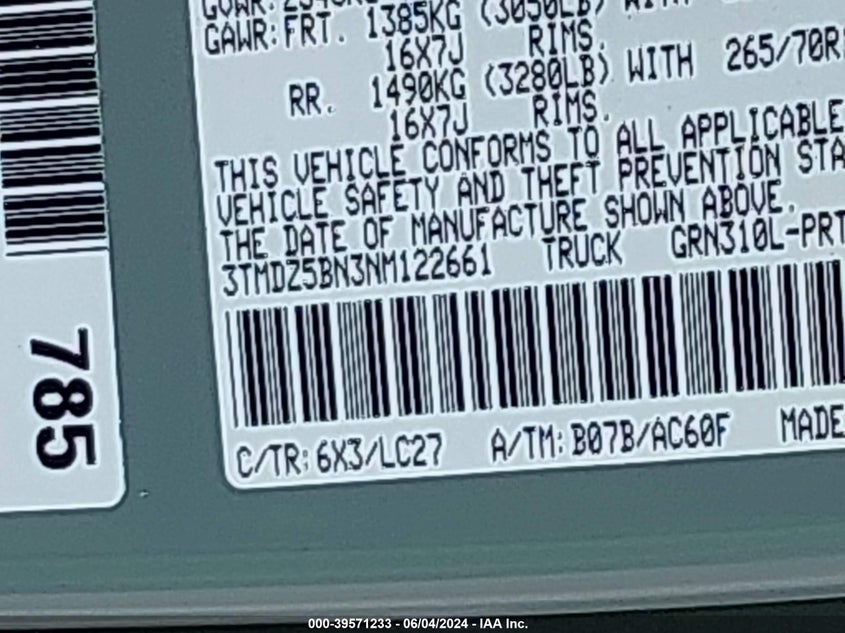 GAWR:FRT. 1385KG (3050LB) WITH
16X7J RIMS.
RR. 1490KG (3280LB) WITH 265/70R
16X7J RIMS.
THIS VEHICLE CONFORMS TO ALL APPLICABLE
VEHICLE SAFETY AND THEFT PREVENTION STA
THE DATE OF MANUFACTURE SHOWN ABOVE.
3TMDZ5BN3NM122661 TRUCK GRN310L-PRT
C/TR:6X3/LC27 A/TM:B07B/AC60F MADE
785
000-39571233 - 06/04/2024 - IAA Inc.